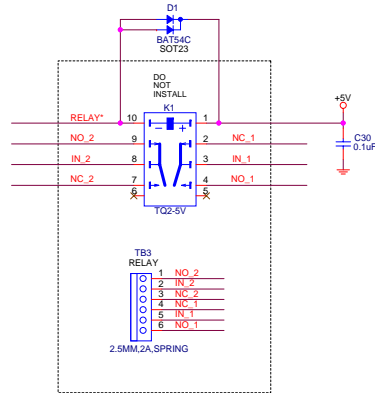 D1
BAT54C
SOT23
DO
NOT
INSTALL
K1
+5V
RELAY* 10 1
NO_2 9 2 NC_1
C30
0.1uF
IN_2 8 3 IN_1
NC_2 7 4 NO_1
6 5
TQ2-5V
TB3
RELAY
1 NO_2
2 IN_2
3 NC_2
4 NC_1
5 IN_1
6 NO_1
2.5MM,2A,SPRING